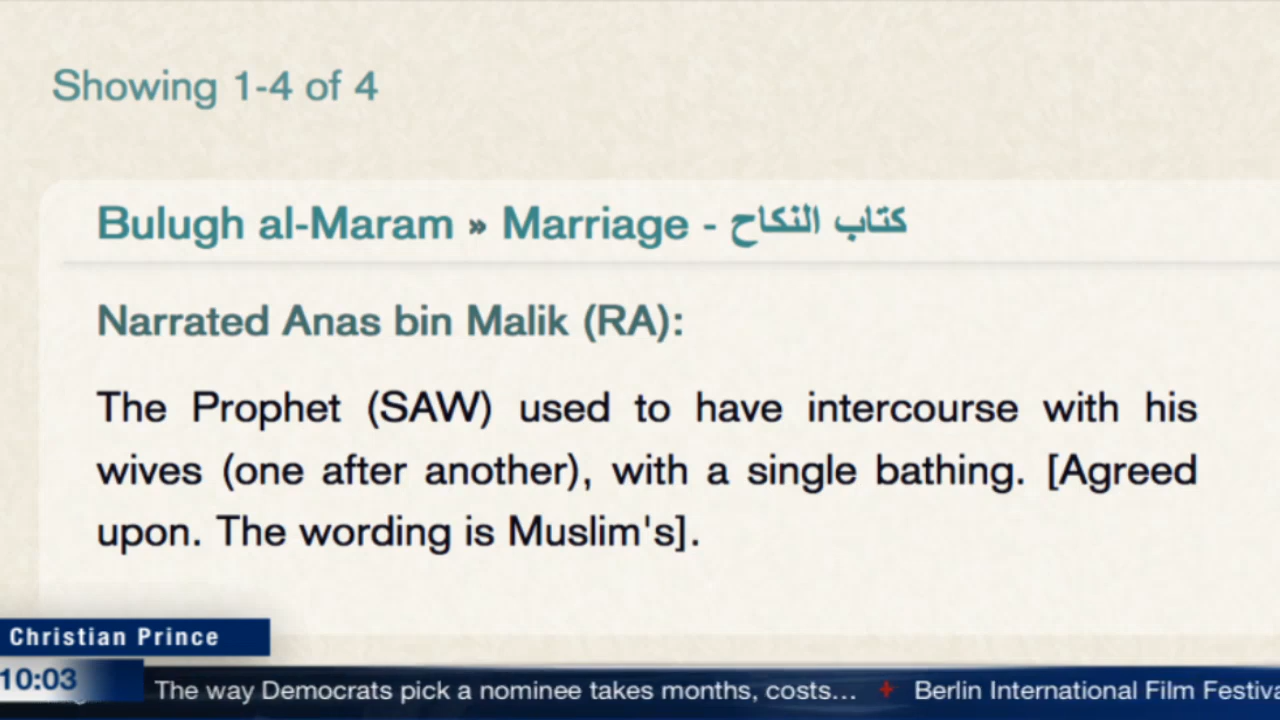 Showing 1-4 of 4
Bulugh al-Maram » Marriage - كتاب النكاح
Narrated Anas bin Malik (RA):
The Prophet (SAW) used to have intercourse with his
wives (one after another), with a single bathing. [Agreed
upon. The wording is Muslim's].
Christian Prince
10:03
The way Democrats pick a nominee takes months, costs... + Berlin International Film Festiva